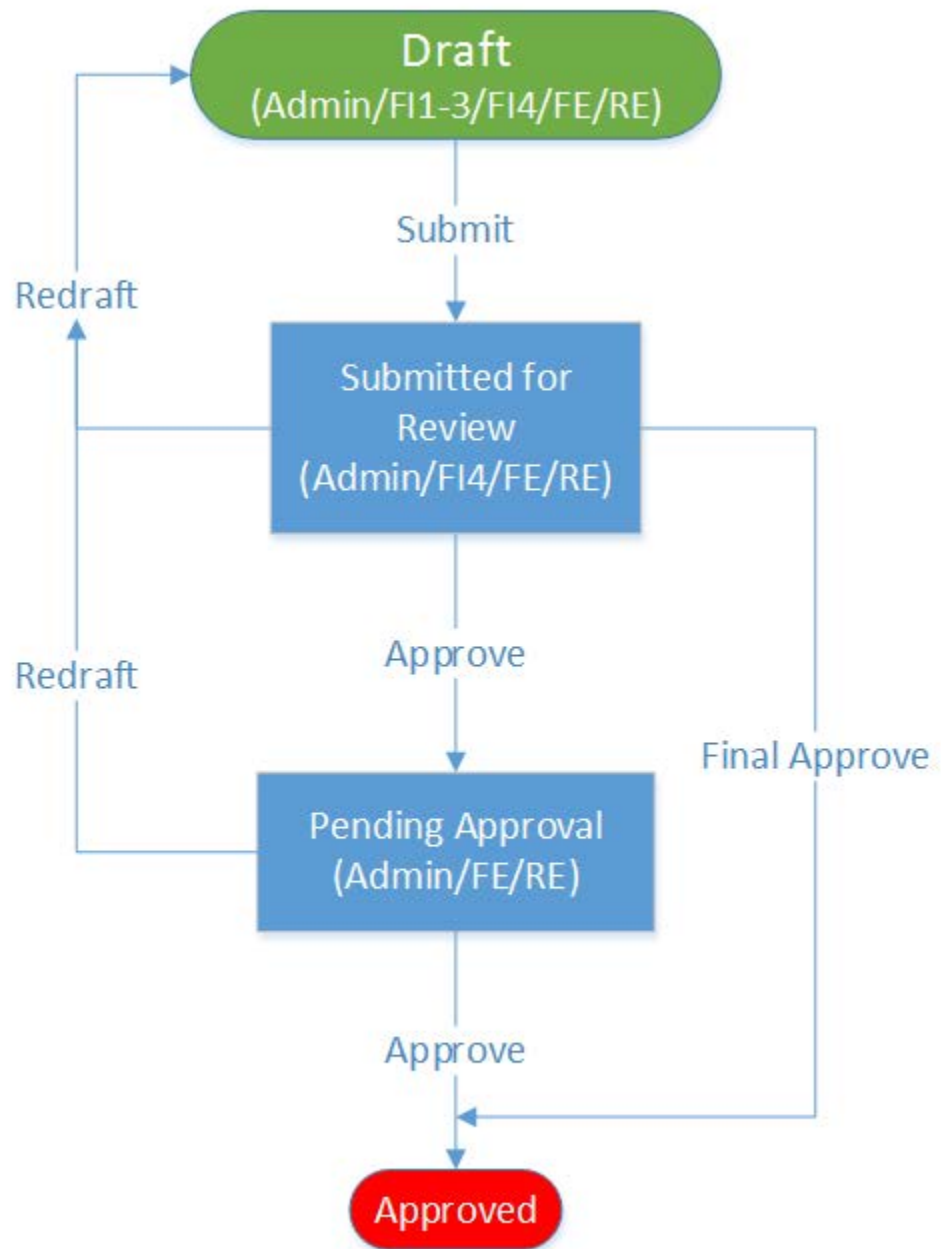 Draft
(Admin/FI1-3/FI4/FE/RE)
Submit
Redraft
Submitted for
Review
(Admin/FI4/FE/RE)
Approve
Redraft
Final Approve
Pending Approval
(Admin/FE/RE)
Approve
Approved